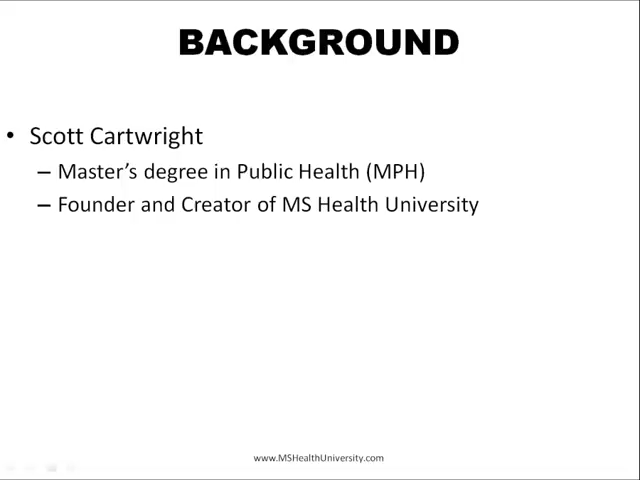 BACKGROUND
• Scott Cartwright
– Master’s degree in Public Health (MPH)
– Founder and Creator of MS Health University
www.MSHealthUniversity.com